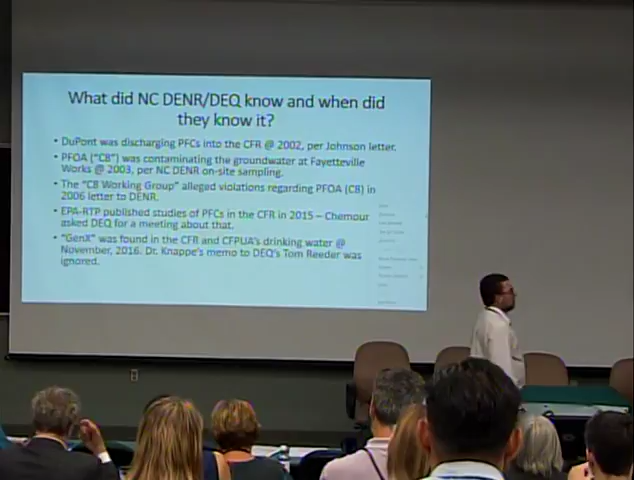 What did NC DENR/DEQ know and when did
they know it?
• DuPont was discharging PFCs into the CFR @ 2002, per Johnson letter.
• PFOA ("C8") was contaminating the groundwater at Fayetteville
Works @ 2003, per NC DENR on-site sampling.
• The "C8 Working Group" alleged violations regarding PFOA (C8) in
2006 letter to DENR.
• EPA-RTP published studies of PFCs in the CFR in 2015 – Chemour
asked DEQ for a meeting about that.
• "GenX" was found in the CFR and CFPUA's drinking water @
November, 2016. Dr. Knappe's memo to DEQ's Tom Reeder was
ignored.